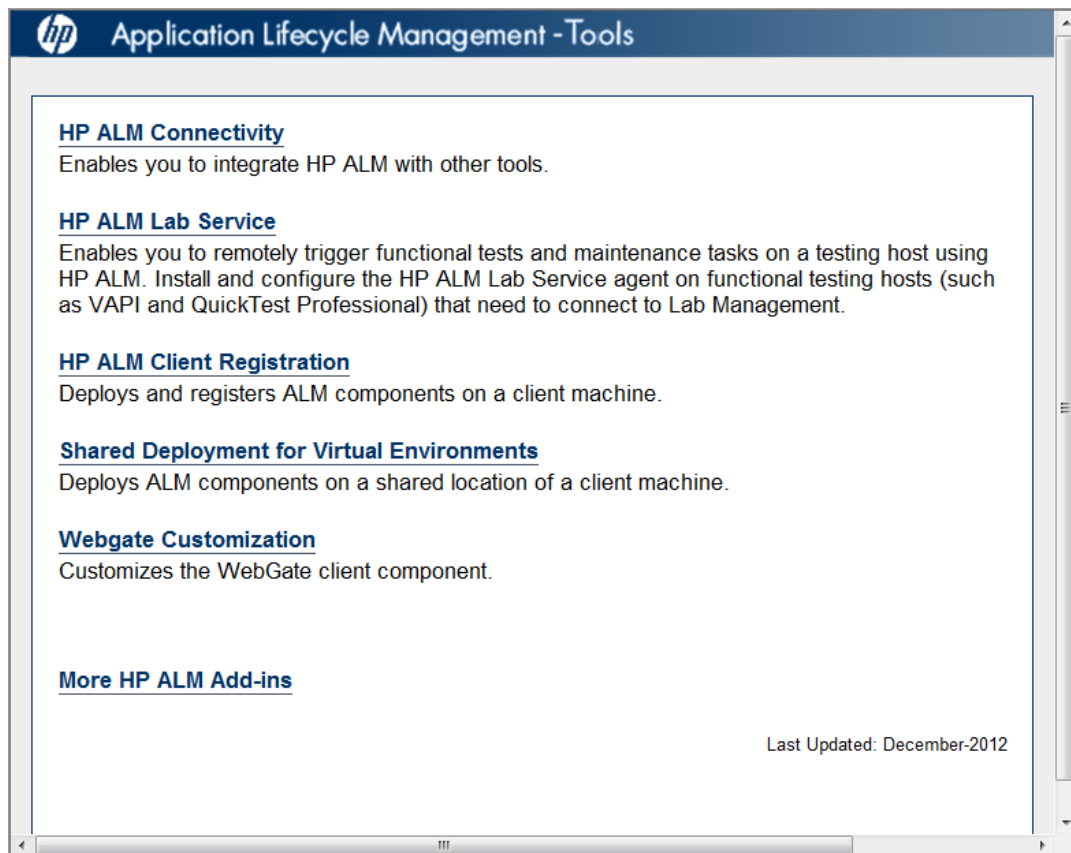 hp Application Lifecycle Management - Tools
HP ALM Connectivity
Enables you to integrate HP ALM with other tools.
HP ALM Lab Service
Enables you to remotely trigger functional tests and maintenance tasks on a testing host using
HP ALM. Install and configure the HP ALM Lab Service agent on functional testing hosts (such
as VAPI and QuickTest Professional) that need to connect to Lab Management.
HP ALM Client Registration
Deploys and registers ALM components on a client machine.
Shared Deployment for Virtual Environments
Deploys ALM components on a shared location of a client machine.
Webgate Customization
Customizes the WebGate client component.
More HP ALM Add-ins
Last Updated: December-2012